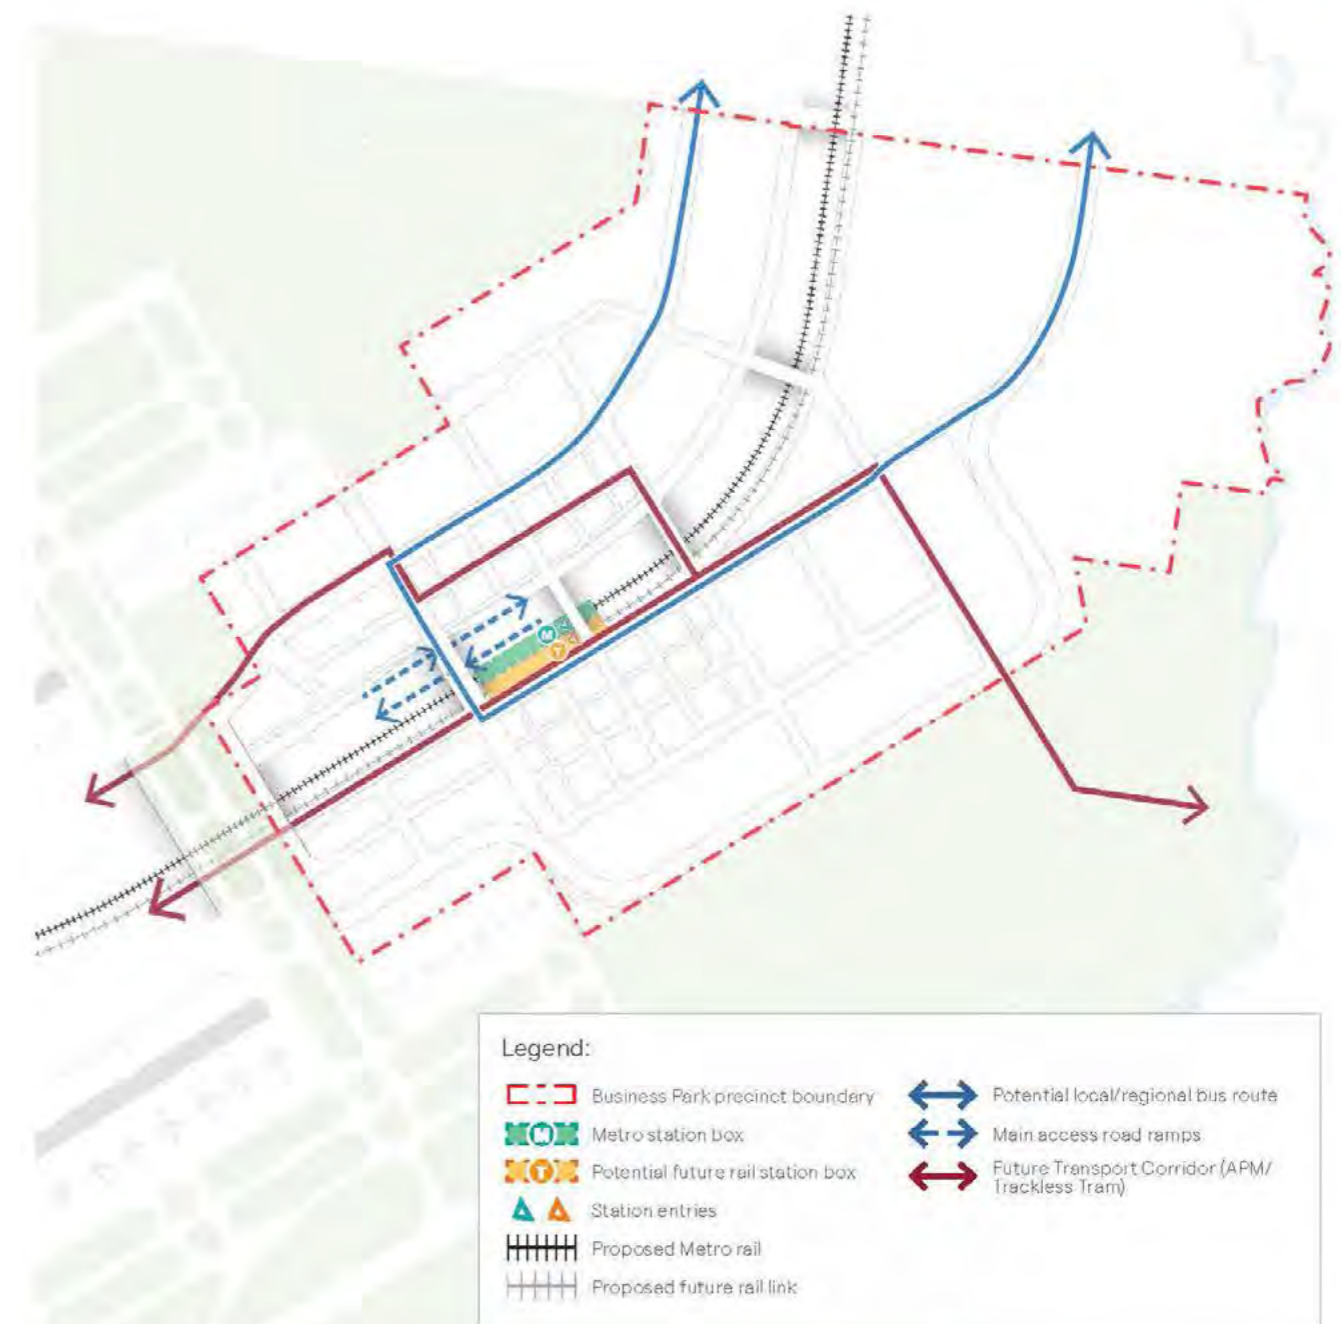 M
T
Legend:
Business Park precinct boundary
M Metro station box
T Potential future rail station box
Station entries
Proposed Metro rail
Proposed future rail link
Potential local/regional bus route
Main access road ramps
Future Transport Corridor (APM/
Trackless Tram)